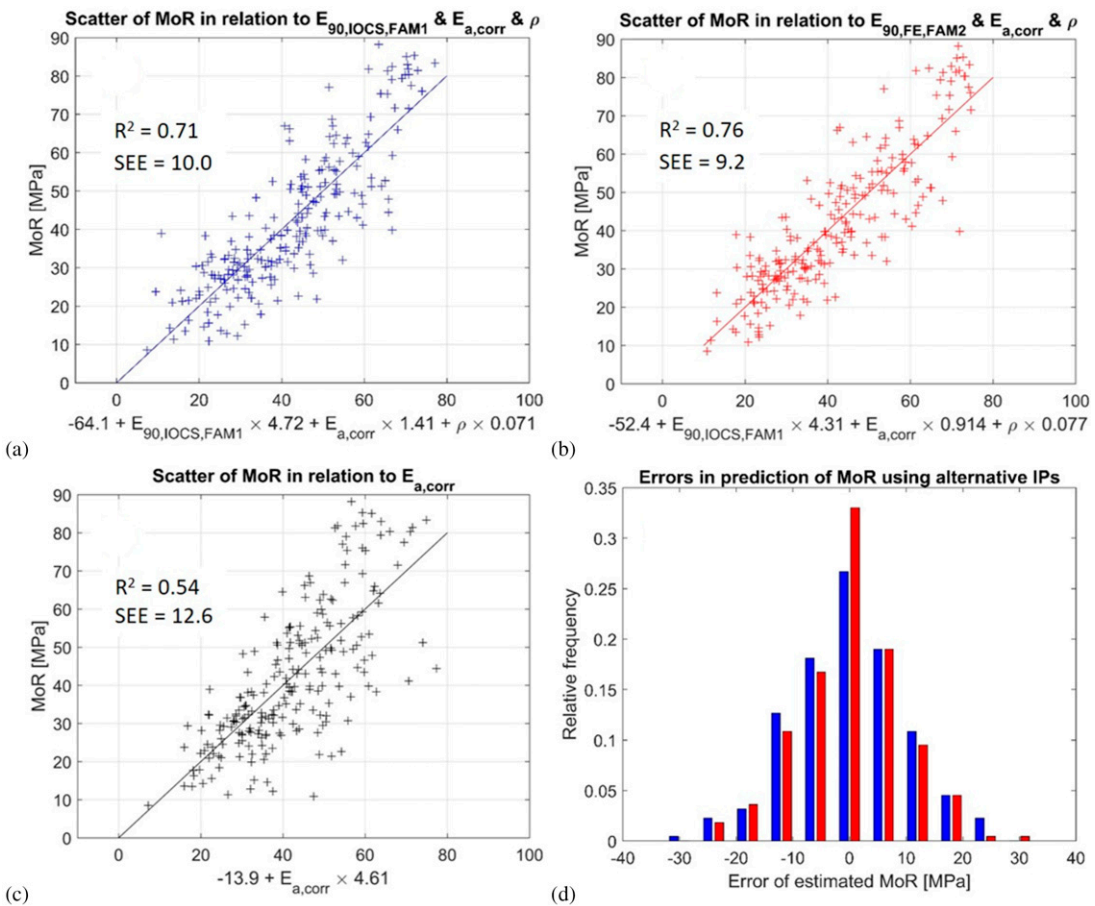 Scatter of MoR in relation to E90,IOCS,FAM1 & Ea,corr & ρ
90
80
70
60
50
40
30
20
10
0
MoR [MPa]
R² = 0.71
SEE = 10.0
0 20 40 60 80 100
-64.1 + E90,IOCS,FAM1 × 4.72 + Ea,corr × 1.41 + ρ × 0.071
(a)
Scatter of MoR in relation to E90,FE,FAM2 & Ea,corr & ρ
90
80
70
60
50
40
30
20
10
0
MoR [MPa]
R² = 0.76
SEE = 9.2
0 20 40 60 80 100
-52.4 + E90,IOCS,FAM1 × 4.31 + Ea,corr × 0.914 + ρ × 0.077
(b)
Scatter of MoR in relation to Ea,corr
90
80
70
60
50
40
30
20
10
0
MoR [MPa]
R² = 0.54
SEE = 12.6
0 20 40 60 80 100
-13.9 + Ea,corr × 4.61
(c)
Errors in prediction of MoR using alternative IPs
0.35
0.3
0.25
0.2
0.15
0.1
0.05
0
Relative frequency
-40 -30 -20 -10 0 10 20 30 40
Error of estimated MoR [MPa]
(d)